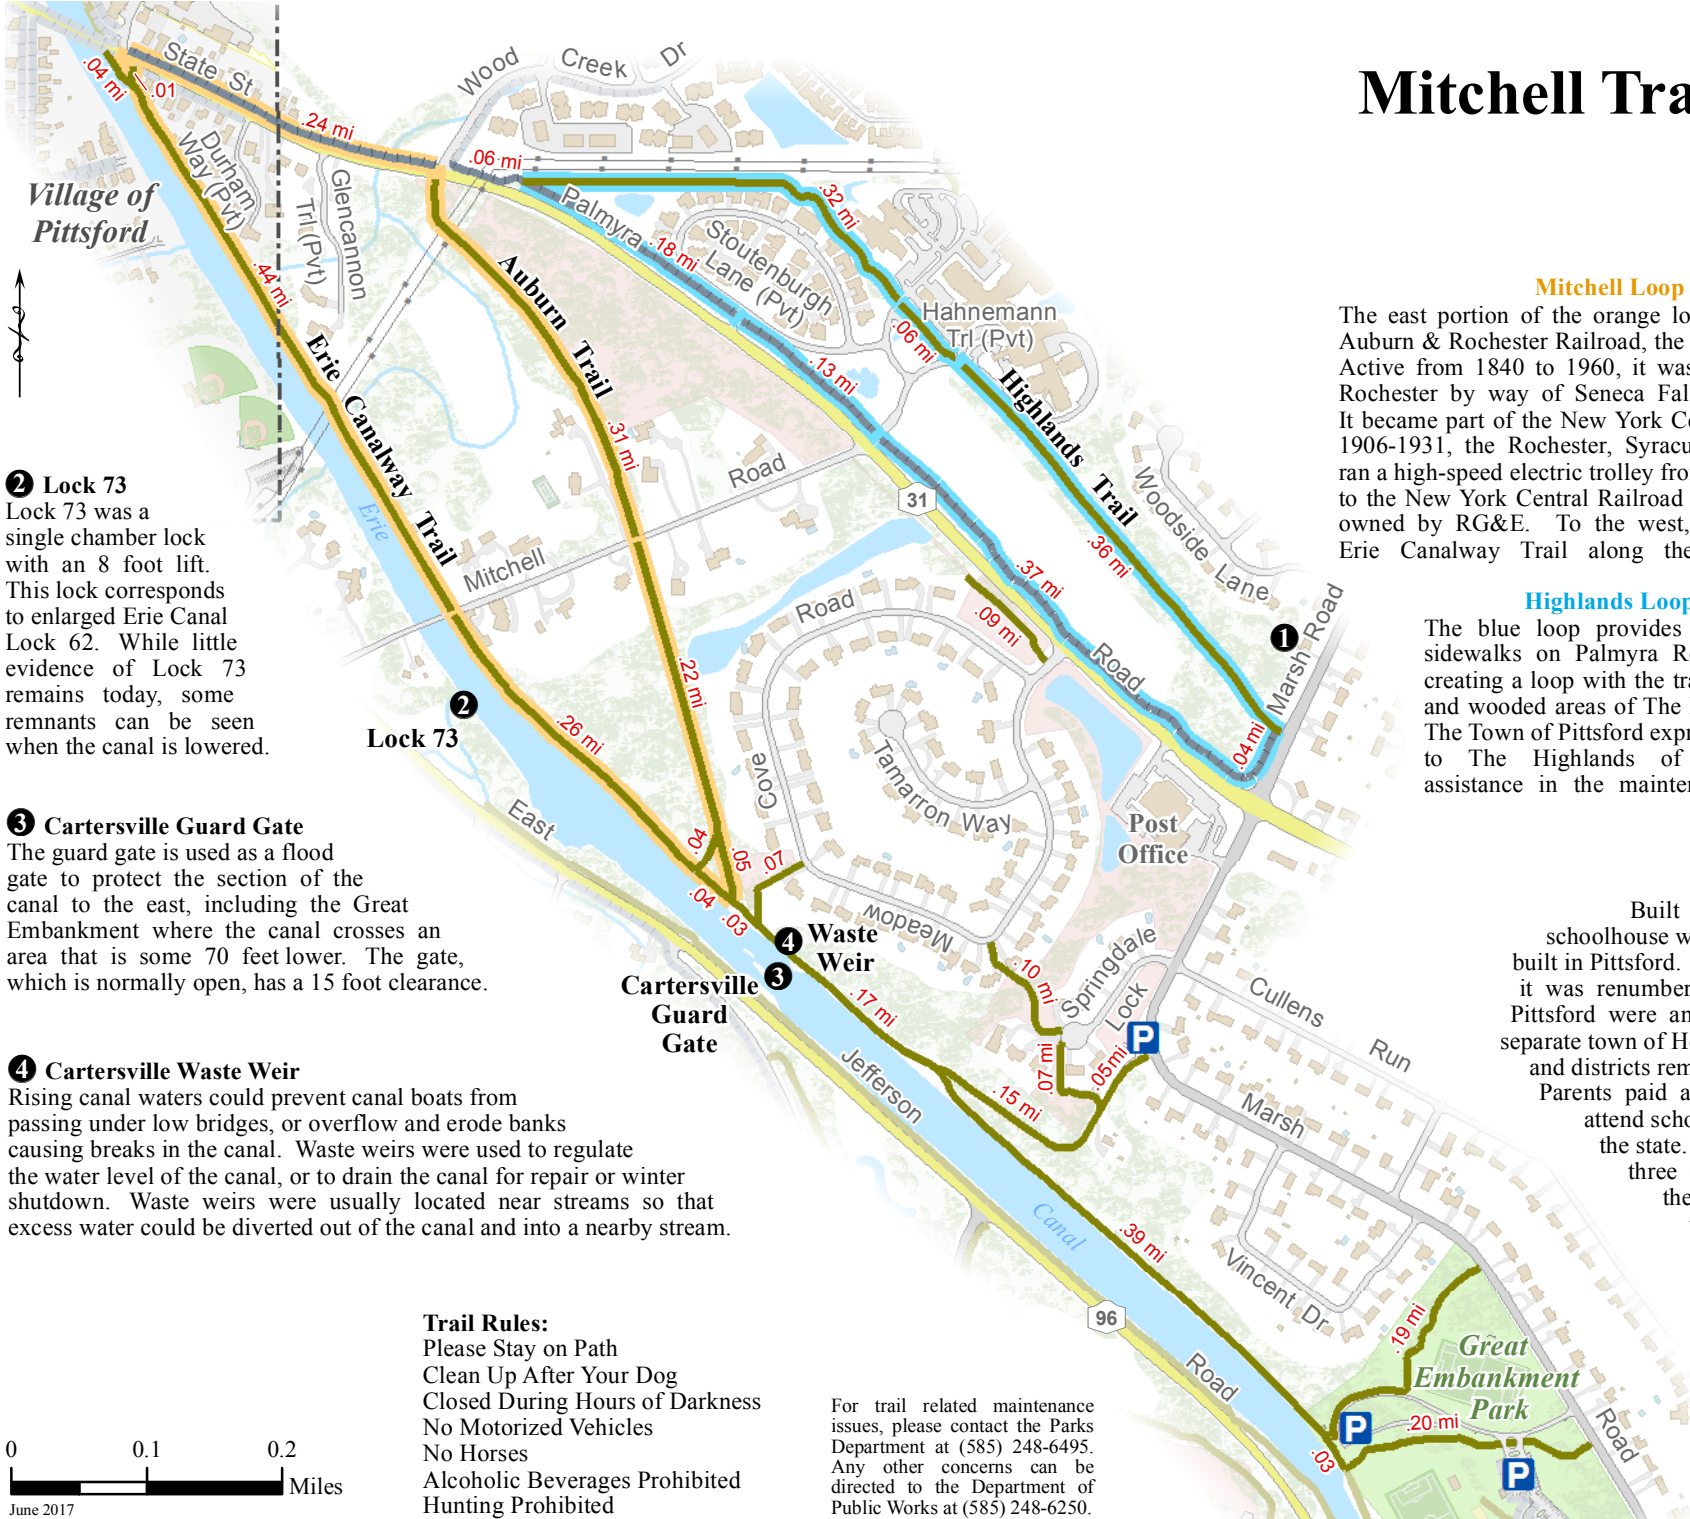 Mitchell Tra
Mitchell Loop
The east portion of the orange lo
Auburn & Rochester Railroad, the
Active from 1840 to 1960, it was
Rochester by way of Seneca Fal
It became part of the New York C
1906-1931, the Rochester, Syracu
ran a high-speed electric trolley fro
to the New York Central Railroad
owned by RG&E. To the west,
Erie Canalway Trail along the
Highlands Loop
The blue loop provides
sidewalks on Palmyra R
creating a loop with the tra
and wooded areas of The
The Town of Pittsford expr
to The Highlands of
assistance in the mainten
Built
schoolhouse w
built in Pittsford.
it was renumber
Pittsford were an
separate town of H
and districts rem
Parents paid a
attend scho
the state.
three
the
Village of
Pittsford
State St
.04 mi
.01
.24 mi
Wood Creek Dr
.06 mi
Durham
Way (Pvt)
Glencannon
Trl (Pvt)
.44 mi
Palmyra
.18 mi
Stoutenburgh
Lane (Pvt)
.32 mi
Hahnemann
Trl (Pvt)
.06 mi
.13 mi
Auburn Trail
.31 mi
Erie Canalway Trail
Erie
Highlands Trail
.36 mi
Woodside Lane
Mitchell Road
31
.37 mi
.09 mi
Road
1
Marsh Road
.04 mi
Road
.22 mi
2
Lock 73
.26 mi
Cove
Tamarron Way
Post
Office
East
.04
.05
.07
.04
.03
Meadow
4 Waste
Weir
Cartersville 3
Guard
Gate
.17 mi
.10 mi
Springdale
Lock
P
Cullens Run
.07 mi
.05 mi
.15 mi
Jefferson
Marsh
Canal
.39 mi
Vincent Dr
96
Road
.19 mi
Great
Embankment
Park
P
.20 mi
.03
P
Road
2 Lock 73
Lock 73 was a
single chamber lock
with an 8 foot lift.
This lock corresponds
to enlarged Erie Canal
Lock 62. While little
evidence of Lock 73
remains today, some
remnants can be seen
when the canal is lowered.
3 Cartersville Guard Gate
The guard gate is used as a flood
gate to protect the section of the
canal to the east, including the Great
Embankment where the canal crosses an
area that is some 70 feet lower. The gate,
which is normally open, has a 15 foot clearance.
4 Cartersville Waste Weir
Rising canal waters could prevent canal boats from
passing under low bridges, or overflow and erode banks
causing breaks in the canal. Waste weirs were used to regulate
the water level of the canal, or to drain the canal for repair or winter
shutdown. Waste weirs were usually located near streams so that
excess water could be diverted out of the canal and into a nearby stream.
Trail Rules:
Please Stay on Path
Clean Up After Your Dog
Closed During Hours of Darkness
No Motorized Vehicles
No Horses
Alcoholic Beverages Prohibited
Hunting Prohibited
For trail related maintenance
issues, please contact the Parks
Department at (585) 248-6495.
Any other concerns can be
directed to the Department of
Public Works at (585) 248-6250.
0 0.1 0.2
Miles
June 2017